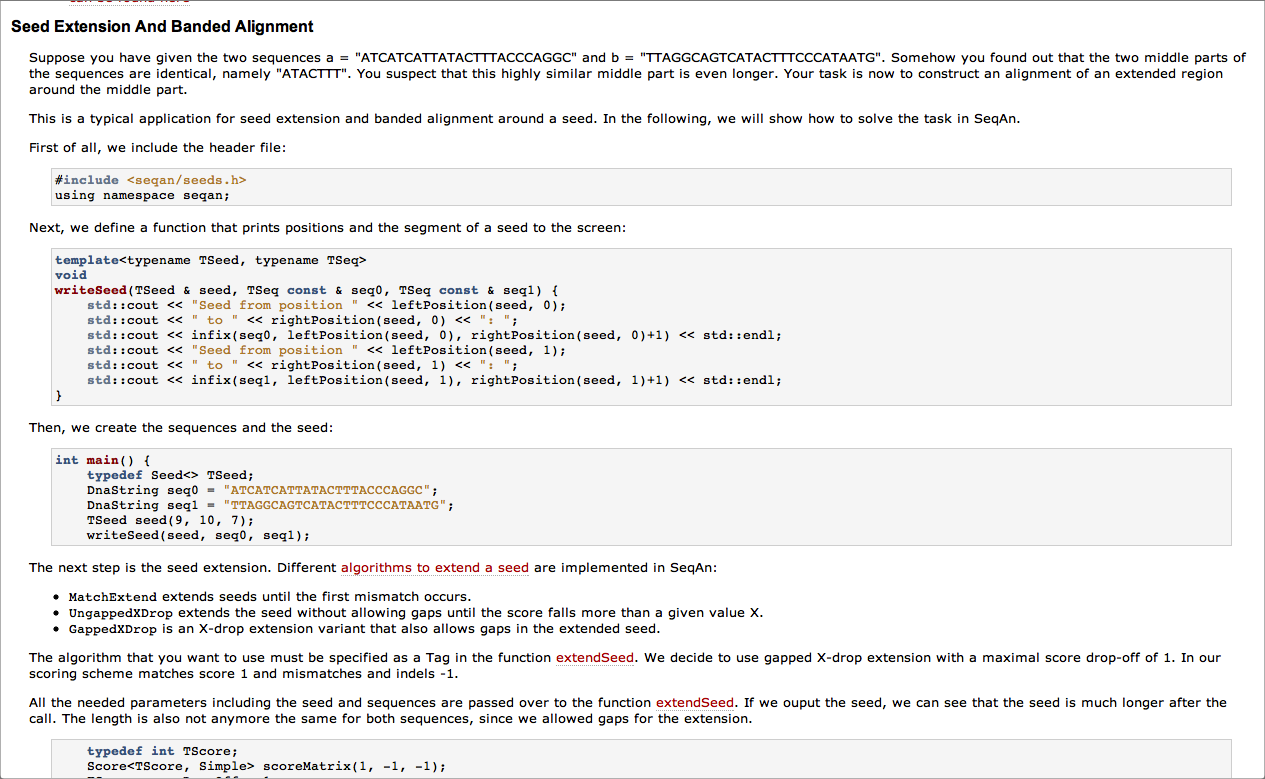 Seed Extension And Banded Alignment
Suppose you have given the two sequences a = "ATCATCATTATACTTTACCCAGGC" and b = "TTAGGCAGTCATACTTTCCCATAATG". Somehow you found out that the two middle parts of
the sequences are identical, namely "ATACTTT". You suspect that this highly similar middle part is even longer. Your task is now to construct an alignment of an extended region
around the middle part.
This is a typical application for seed extension and banded alignment around a seed. In the following, we will show how to solve the task in SeqAn.
First of all, we include the header file:
#include <seqan/seeds.h>
using namespace seqan;
Next, we define a function that prints positions and the segment of a seed to the screen:
template<typename TSeed, typename TSeq>
void
writeSeed(TSeed & seed, TSeq const & seq0, TSeq const & seq1) {
    std::cout << "Seed from position " << leftPosition(seed, 0);
    std::cout << " to " << rightPosition(seed, 0) << ": ";
    std::cout << infix(seq0, leftPosition(seed, 0), rightPosition(seed, 0)+1) << std::endl;
    std::cout << "Seed from position " << leftPosition(seed, 1);
    std::cout << " to " << rightPosition(seed, 1) << ": ";
    std::cout << infix(seq1, leftPosition(seed, 1), rightPosition(seed, 1)+1) << std::endl;
}
Then, we create the sequences and the seed:
int main() {
    typedef Seed<> TSeed;
    DnaString seq0 = "ATCATCATTATACTTTACCCAGGC";
    DnaString seq1 = "TTAGGCAGTCATACTTTCCCATAATG";
    TSeed seed(9, 10, 7);
    writeSeed(seed, seq0, seq1);
The next step is the seed extension. Different algorithms to extend a seed are implemented in SeqAn:
• MatchExtend extends seeds until the first mismatch occurs.
• UngappedXDrop extends the seed without allowing gaps until the score falls more than a given value X.
• GappedXDrop is an X-drop extension variant that also allows gaps in the extended seed.
The algorithm that you want to use must be specified as a Tag in the function extendSeed. We decide to use gapped X-drop extension with a maximal score drop-off of 1. In our
scoring scheme matches score 1 and mismatches and indels -1.
All the needed parameters including the seed and sequences are passed over to the function extendSeed. If we ouput the seed, we can see that the seed is much longer after the
call. The length is also not anymore the same for both sequences, since we allowed gaps for the extension.
    typedef int TScore;
    Score<TScore, Simple> scoreMatrix(1, -1, -1);